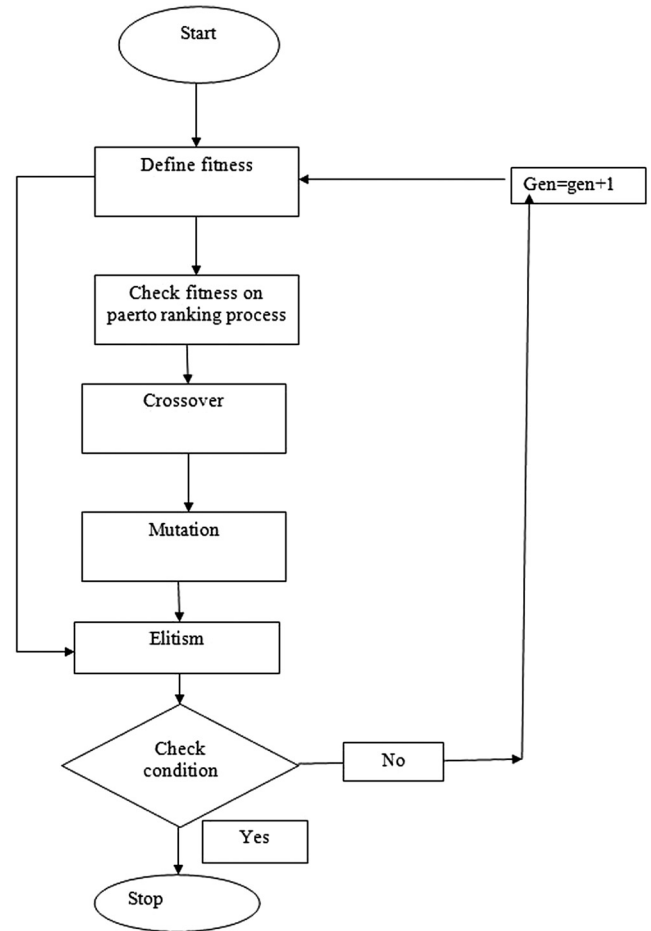 Start
Define fitness
Gen=gen+1
Check fitness on
paerto ranking process
Crossover
Mutation
Elitism
Check
condition
No
Yes
Stop